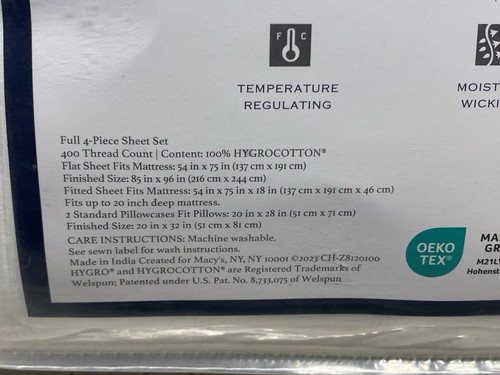 F C
TEMPERATURE
REGULATING
MOIST
WICKI
Full 4-Piece Sheet Set
400 Thread Count | Content: 100% HYGROCOTTON®
Flat Sheet Fits Mattress: 54 in x 75 in (137 cm x 191 cm)
Finished Size: 85 in x 96 in (216 cm x 244 cm)
Fitted Sheet Fits Mattress: 54 in x 75 in x 18 in (137 cm x 191 cm x 46 cm)
Fits up to 20 inch deep mattress.
2 Standard Pillowcases Fit Pillows: 20 in x 28 in (51 cm x 71 cm)
Finished Size: 20 in x 32 in (51 cm x 81 cm)
CARE INSTRUCTIONS: Machine washable.
See sewn label for wash instructions.
Made in India Created for Macy's, NY, NY 10001 ©2023 CH-Z8120100
HYGRO® and HYGROCOTTON® are Registered Trademarks of
Welspun; Patented under U.S. Pat. No. 8,733,075 of Welspun
OEKO
TEX®
MA
GR
M21L
Hohenst